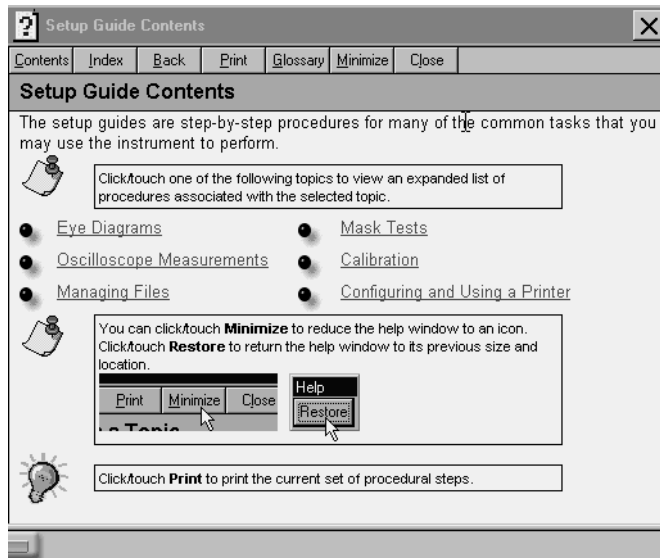 Setup Guide Contents
Contents Index Back Print Glossary Minimize Close
Setup Guide Contents
The setup guides are step-by-step procedures for many of the common tasks that you
may use the instrument to perform.
Click/touch one of the following topics to view an expanded list of
procedures associated with the selected topic.
Eye Diagrams Mask Tests
Oscilloscope Measurements Calibration
Managing Files Configuring and Using a Printer
You can click/touch Minimize to reduce the help window to an icon.
Click/touch Restore to return the help window to its previous size and
location.
Print Minimize Close
Help
Restore
a Topic
Click/touch Print to print the current set of procedural steps.